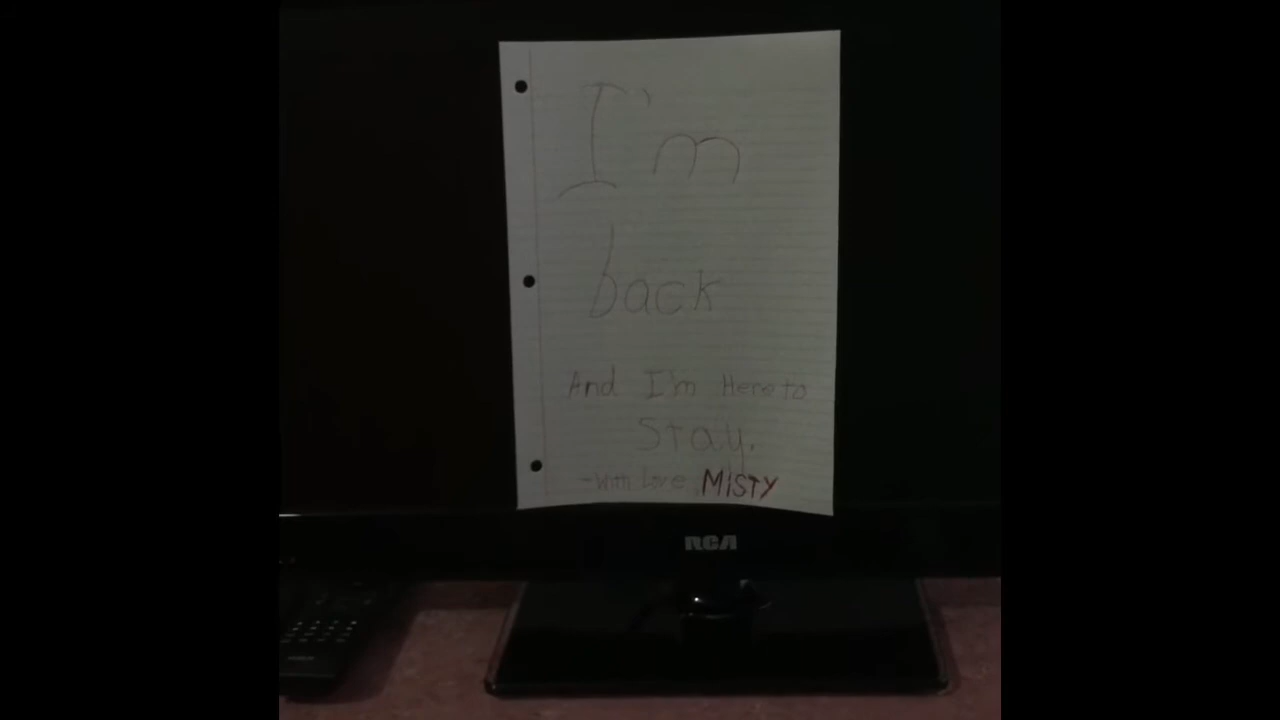 I'm
back
And I'm Here to
Stay.
-With Love MiSTY
RCA